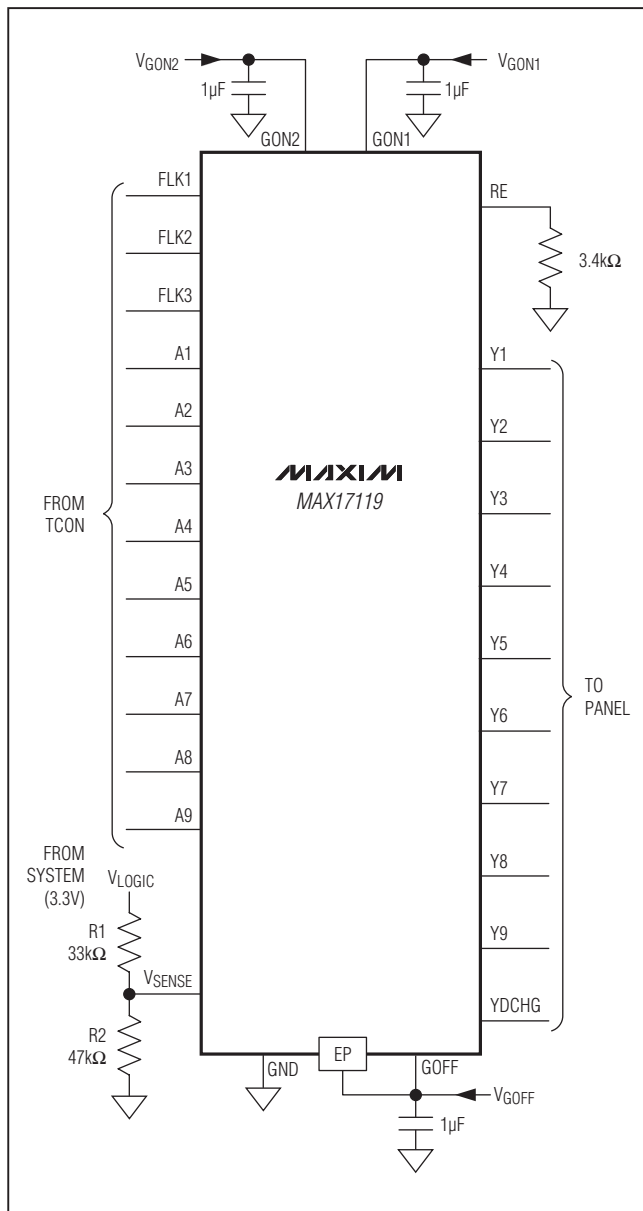 VGON2
VGON1
1µF
1µF
GON2
GON1
FLK1
FLK2
FLK3
A1
A2
A3
A4
A5
A6
A7
A8
A9
FROM
TCON
RE
3.4kΩ
MAXIM
MAX17119
Y1
Y2
Y3
Y4
Y5
Y6
Y7
Y8
Y9
YDCHG
TO
PANEL
FROM
SYSTEM
(3.3V)
VLOGIC
R1
33kΩ
VSENSE
R2
47kΩ
GND
EP
GOFF
VGOFF
1µF